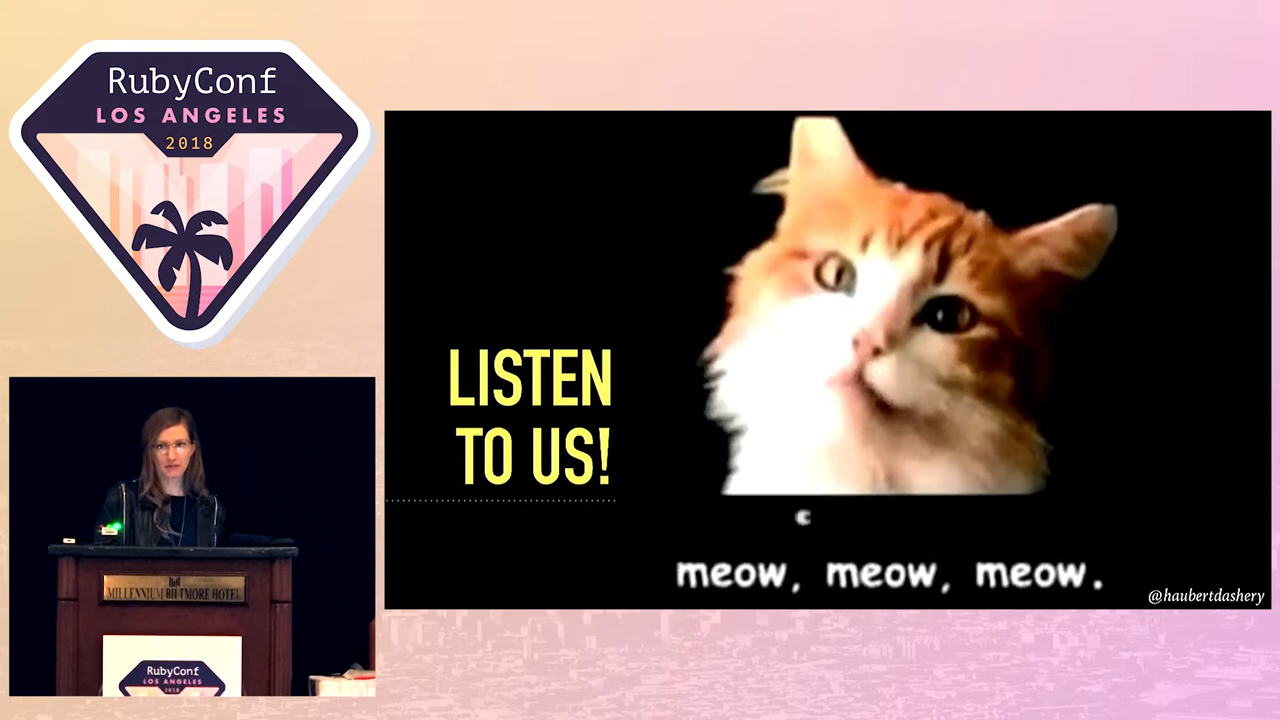 RubyConf
LOS ANGELES
2018
LISTEN
TO US!
c
meow, meow, meow.
@haubertdashery
MILLENNIUM BILTMORE HOTEL
RubyConf
LOS ANGELES
2018